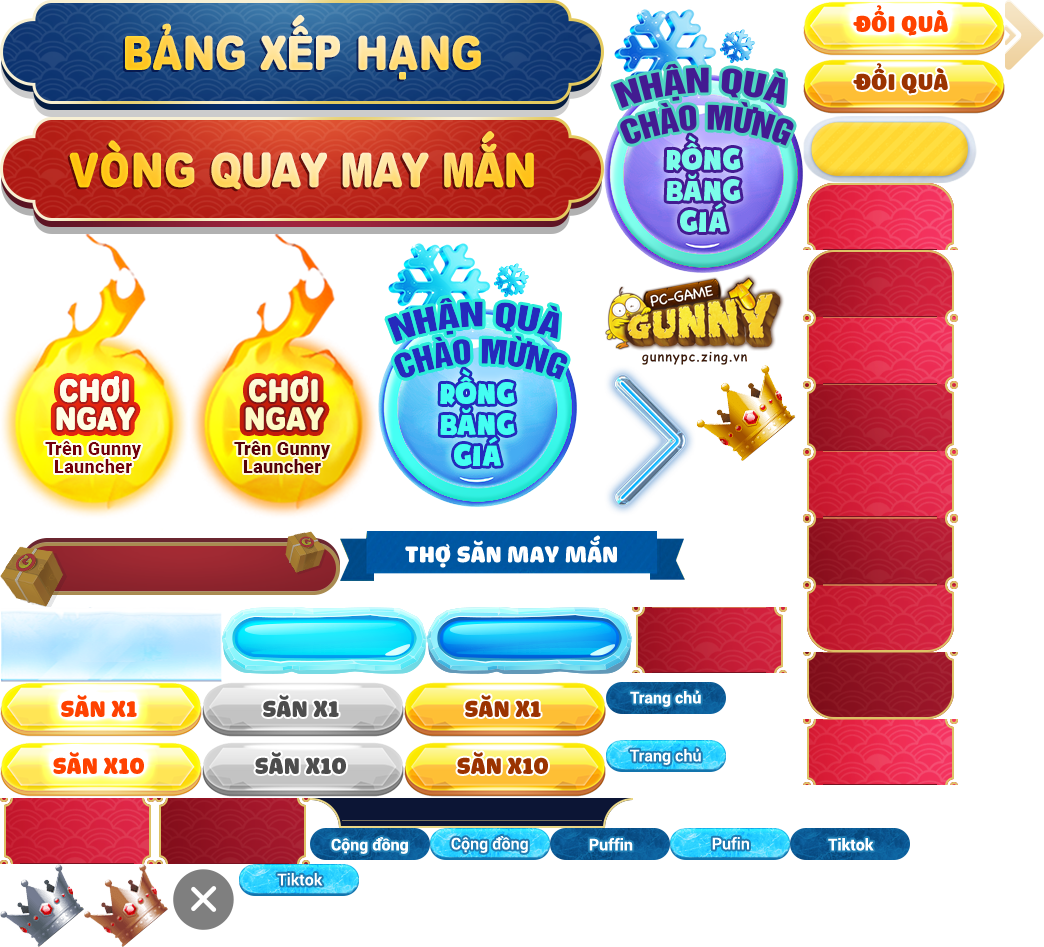 BẢNG XẾP HẠNG
VÒNG QUAY MAY MẮN
NHẬN QUÀ
CHÀO MỪNG
RỒNG
BĂNG
GIÁ
ĐỔI QUÀ
ĐỔI QUÀ
CHƠI
NGAY
Trên Gunny
Launcher
CHƠI
NGAY
Trên Gunny
Launcher
NHẬN QUÀ
CHÀO MỪNG
RỒNG
BĂNG
GIÁ
PC-GAME
GUNNY
gunnypc.zing.vn
THỢ SĂN MAY MẮN
SĂN X1
SĂN X1
SĂN X1
Trang chủ
SĂN X10
SĂN X10
SĂN X10
Trang chủ
Cộng đồng
Cộng đồng
Puffin
Pufin
Tiktok
Tiktok